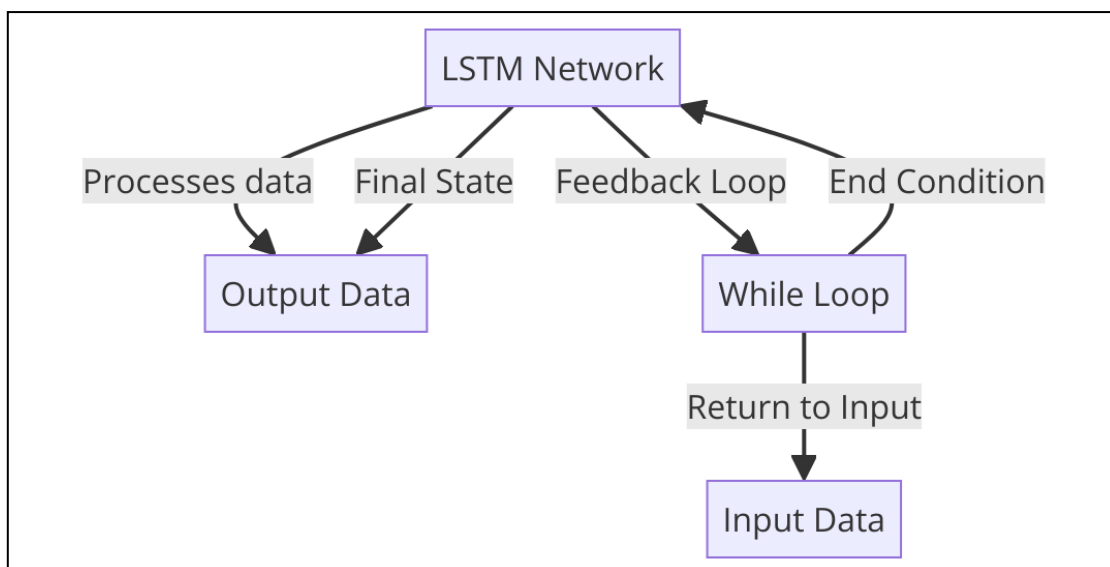 LSTM Network
Processes data
Final State
Feedback Loop
End Condition
Output Data
While Loop
Return to Input
Input Data